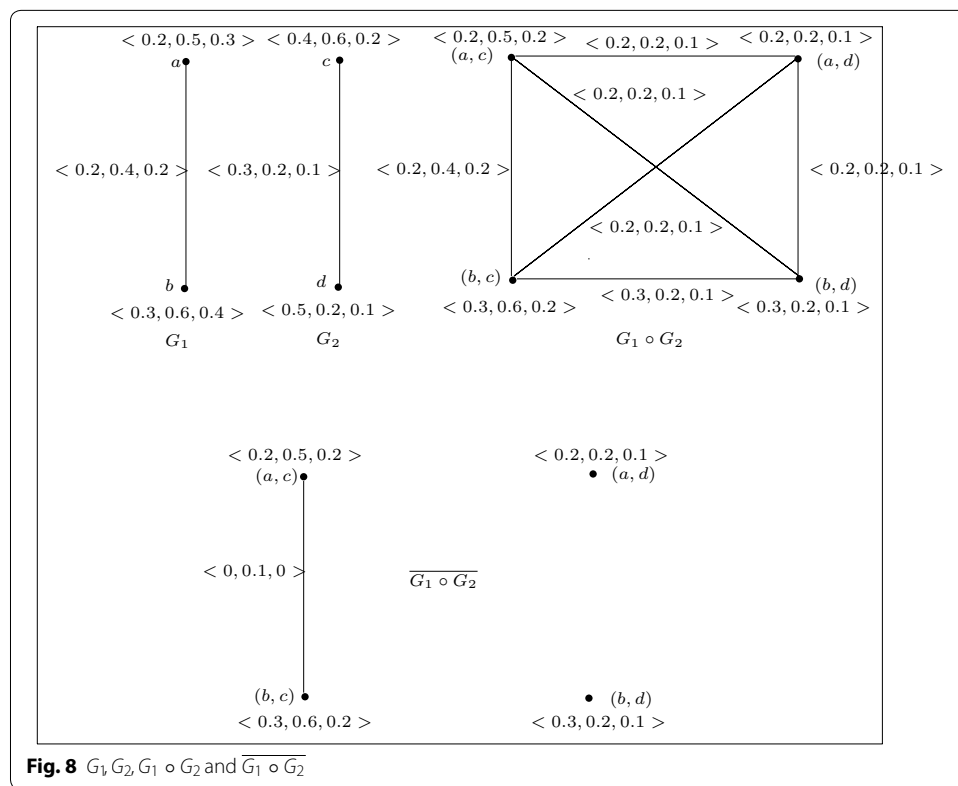 < 0.2, 0.5, 0.3 > < 0.4, 0.6, 0.2 > < 0.2, 0.5, 0.2 > < 0.2, 0.2, 0.1 > < 0.2, 0.2, 0.1 >
a c (a, c) (a, d)
< 0.2, 0.2, 0.1 >
< 0.2, 0.4, 0.2 > < 0.3, 0.2, 0.1 > < 0.2, 0.4, 0.2 > < 0.2, 0.2, 0.1 >
< 0.2, 0.2, 0.1 >
b d (b, c) (b, d)
< 0.3, 0.6, 0.4 > < 0.5, 0.2, 0.1 > < 0.3, 0.6, 0.2 > < 0.3, 0.2, 0.1 > < 0.3, 0.2, 0.1 >
G₁ G₂ G₁ ∘ G₂
< 0.2, 0.5, 0.2 > < 0.2, 0.2, 0.1 >
(a, c) (a, d)
< 0, 0.1, 0 > \overline{G₁ ∘ G₂}
(b, c) (b, d)
< 0.3, 0.6, 0.2 > < 0.3, 0.2, 0.1 >
Fig. 8 G₁, G₂, G₁ ∘ G₂ and \overline{G₁ ∘ G₂}